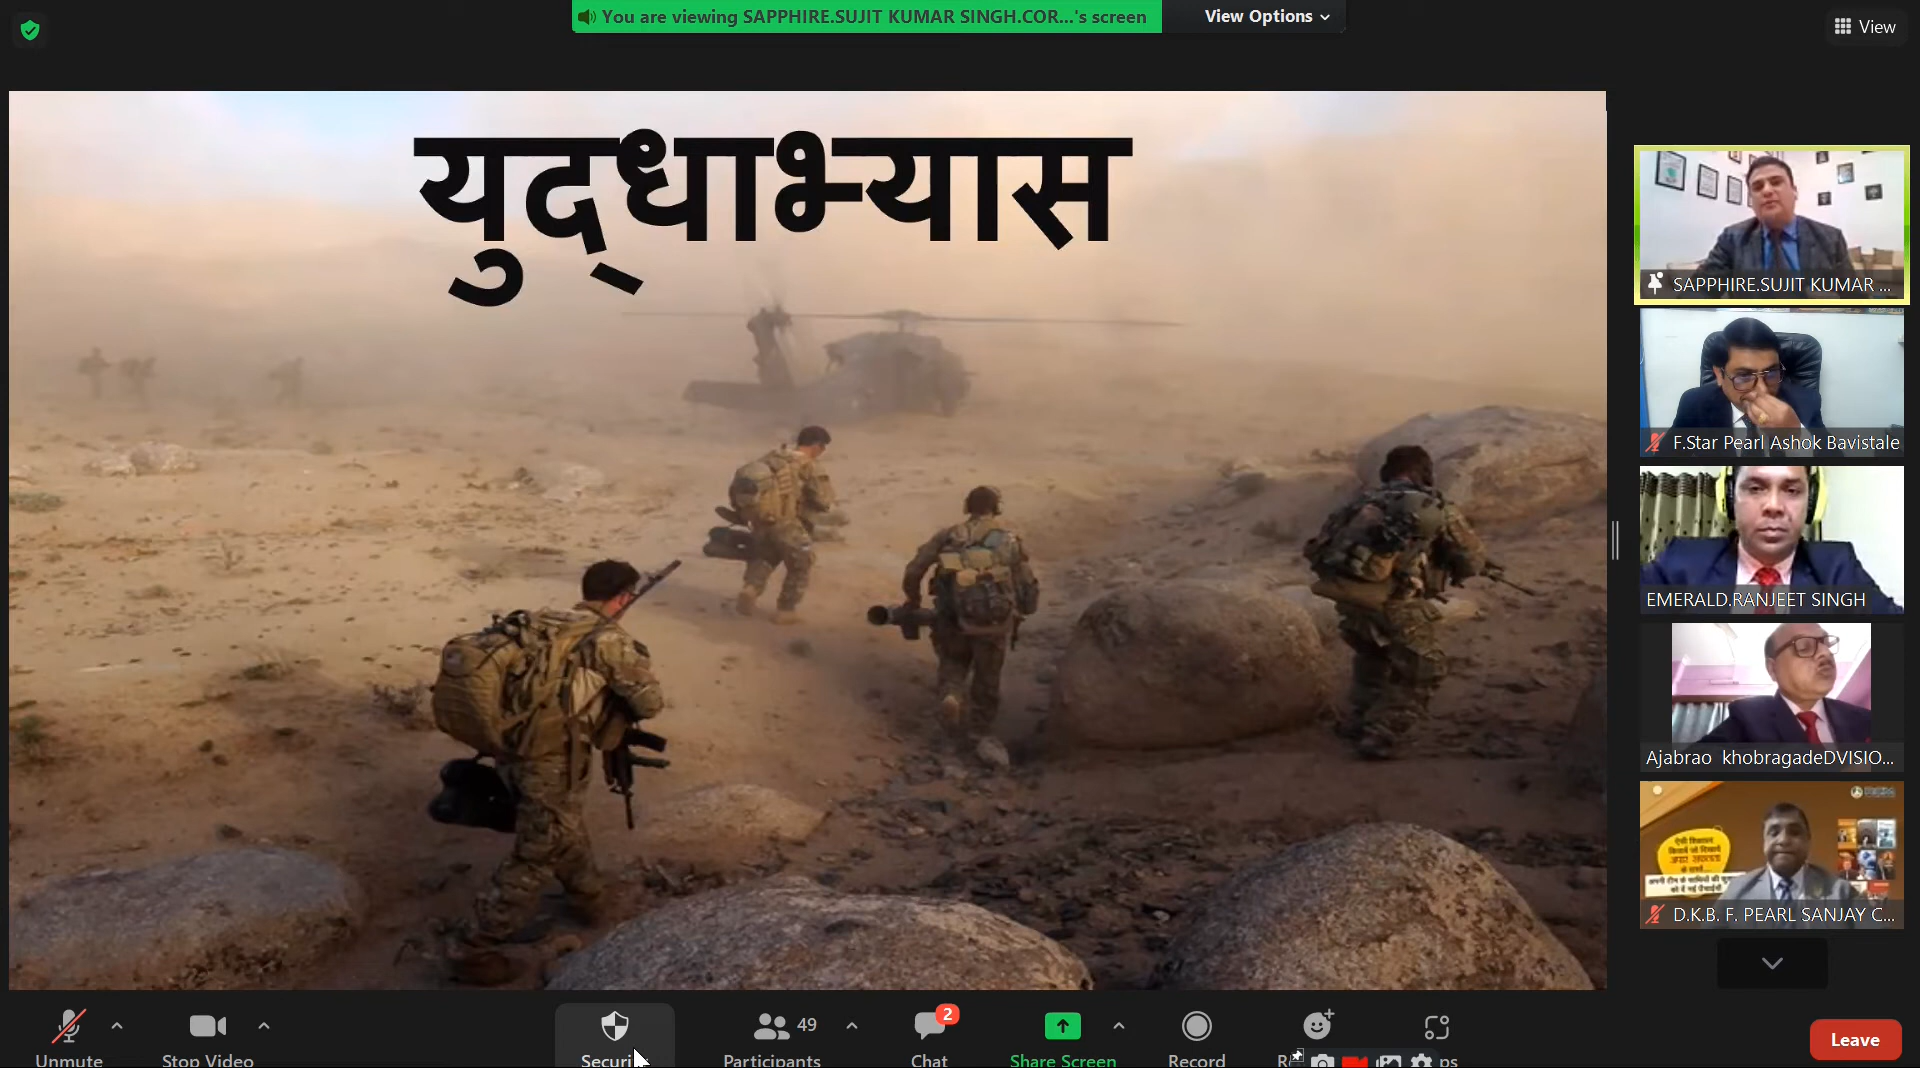 You are viewing SAPPHIRE.SUJIT KUMAR SINGH.COR...'s screen
View Options
View
युद्धाभ्यास
SAPPHIRE.SUJIT KUMAR ...
F.Star Pearl Ashok Bavistale
EMERALD.RANJEET SINGH
Ajabrao khobragadeDVISIO...
D.K.B. F. PEARL SANJAY C...
Unmute
Stop Video
49
Participants
2
Chat
Share Screen
Record
Leave